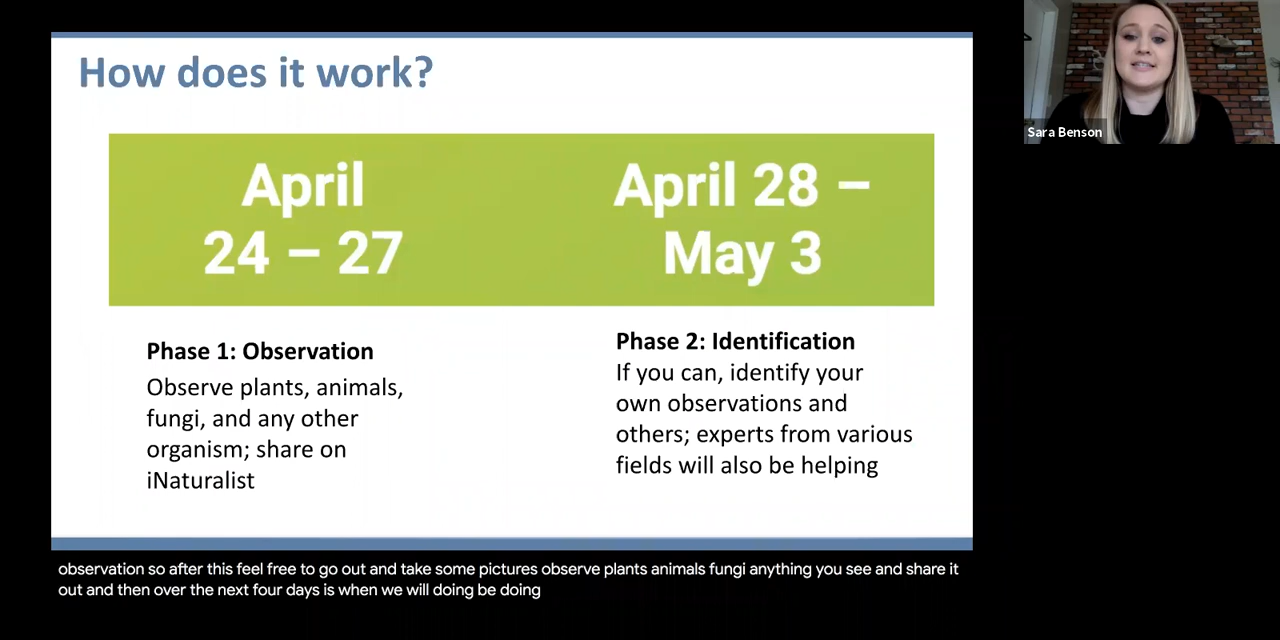 How does it work?
April
24 – 27
April 28 –
May 3
Phase 1: Observation
Observe plants, animals,
fungi, and any other
organism; share on
iNaturalist
Phase 2: Identification
If you can, identify your
own observations and
others; experts from various
fields will also be helping
Sara Benson
observation so after this feel free to go out and take some pictures observe plants animals fungi anything you see and share it
out and then over the next four days is when we will doing be doing